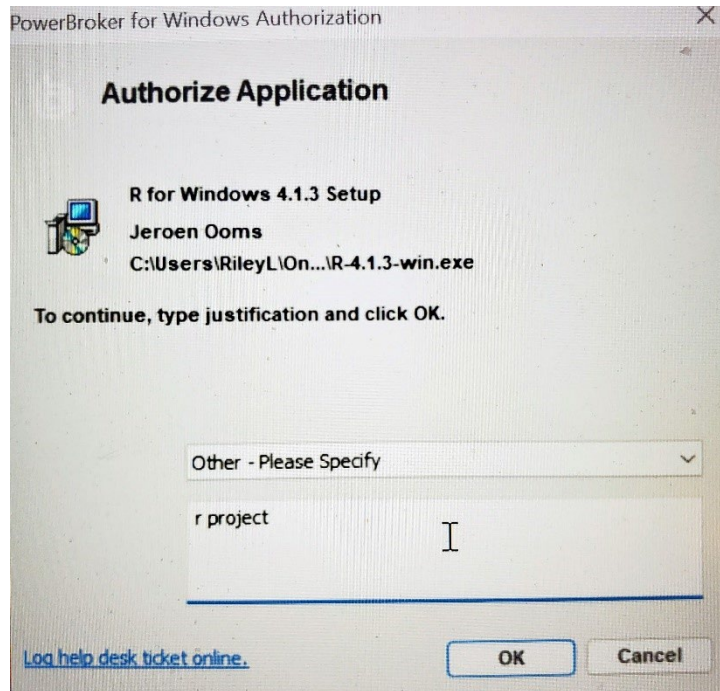 PowerBroker for Windows Authorization
Authorize Application
R for Windows 4.1.3 Setup
Jeroen Ooms
C:\Users\RileyL\On...\R-4.1.3-win.exe
To continue, type justification and click OK.
Other - Please Specify
r project
Log help desk ticket online.
OK
Cancel